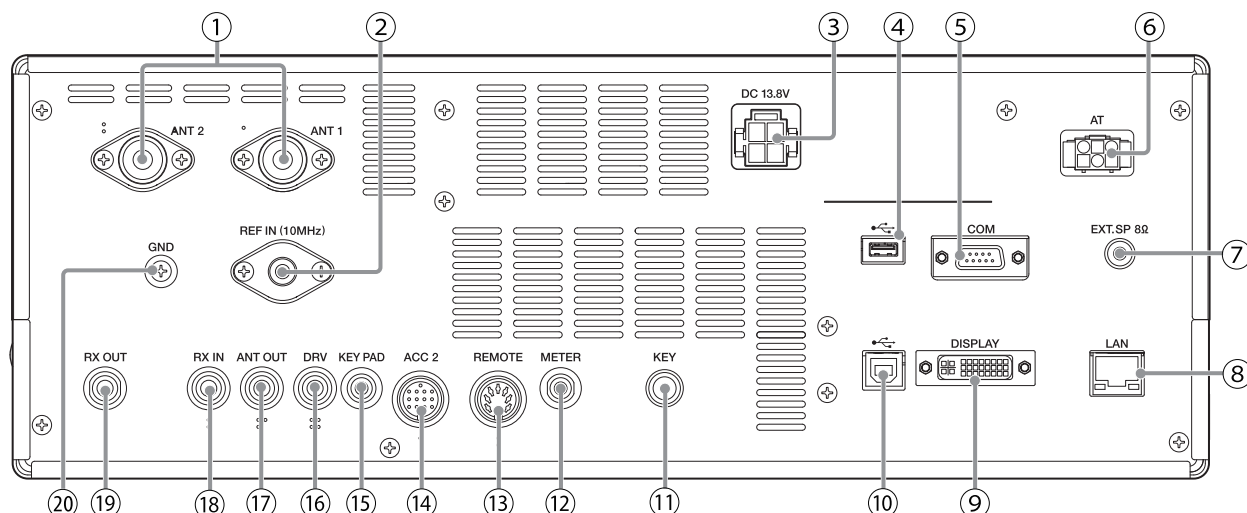 ① ② ③ ④ ⑤ ⑥
DC 13.8V
AT
ANT 2 ANT 1
GND
REF IN (10MHz)
COM
EXT.SP 8Ω
⑦
RX OUT RX IN ANT OUT DRV KEY PAD ACC 2 REMOTE METER KEY
DISPLAY
LAN
⑧
⑳ ⑲ ⑱ ⑰ ⑯ ⑮ ⑭ ⑬ ⑫ ⑪ ⑩ ⑨